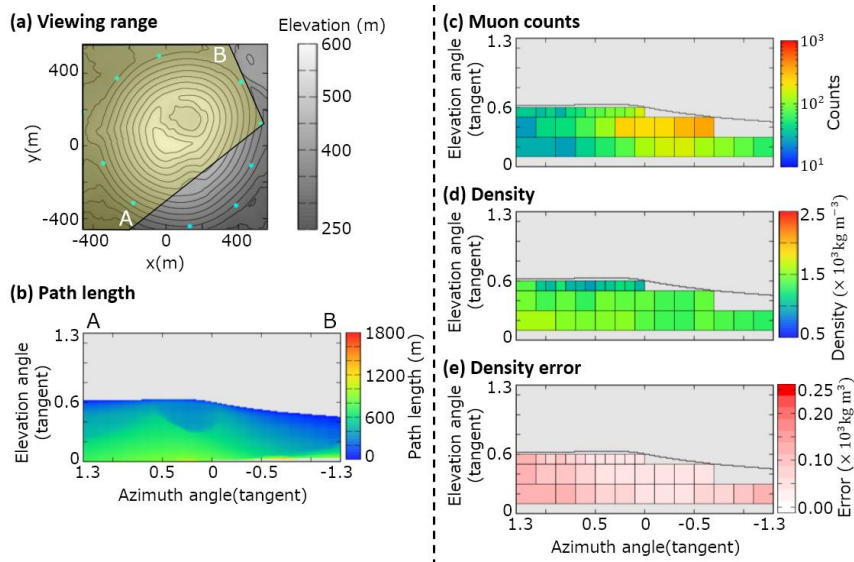 (a) Viewing range
Elevation (m)
B
A
400
0
-400
y(m)
-400
0
400
x(m)
600
450
400
250
(b) Path length
A
B
1.3
0.6
0
Elevation angle
(tangent)
1.3
0.5
0
-0.5
-1.3
Azimuth angle(tangent)
1800
1200
600
0
Path length (m)
(c) Muon counts
1.3
0.6
0
Elevation angle
(tangent)
10³
10²
10¹
Counts
(d) Density
1.3
0.6
0
Elevation angle
(tangent)
2.5
1.5
0.5
Density (× 10³kg m⁻³)
(e) Density error
1.3
0.6
0
Elevation angle
(tangent)
1.3
0.5
0
-0.5
-1.3
Azimuth angle(tangent)
0.25
0.20
0.10
0.00
Error (× 10³kg m³)